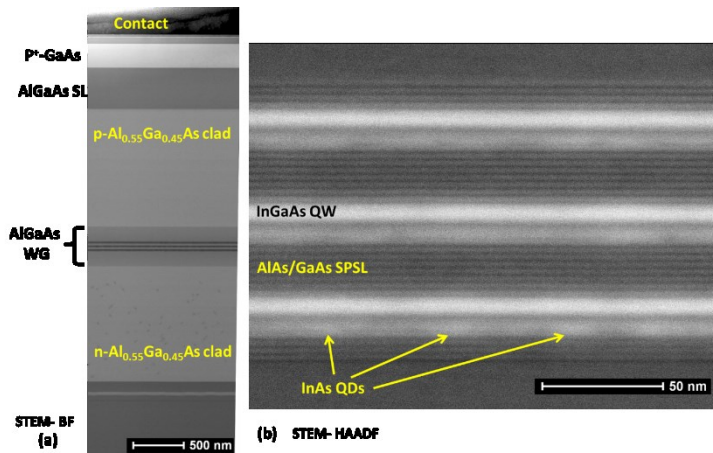 Contact
P⁺-GaAs
AlGaAs SL
p-Al₀.₅₅Ga₀.₄₅As clad
AlGaAs
WG
n-Al₀.₅₅Ga₀.₄₅As clad
STEM- BF
(a)
500 nm
InGaAs QW
AlAs/GaAs SPSL
InAs QDs
50 nm
(b) STEM- HAADF